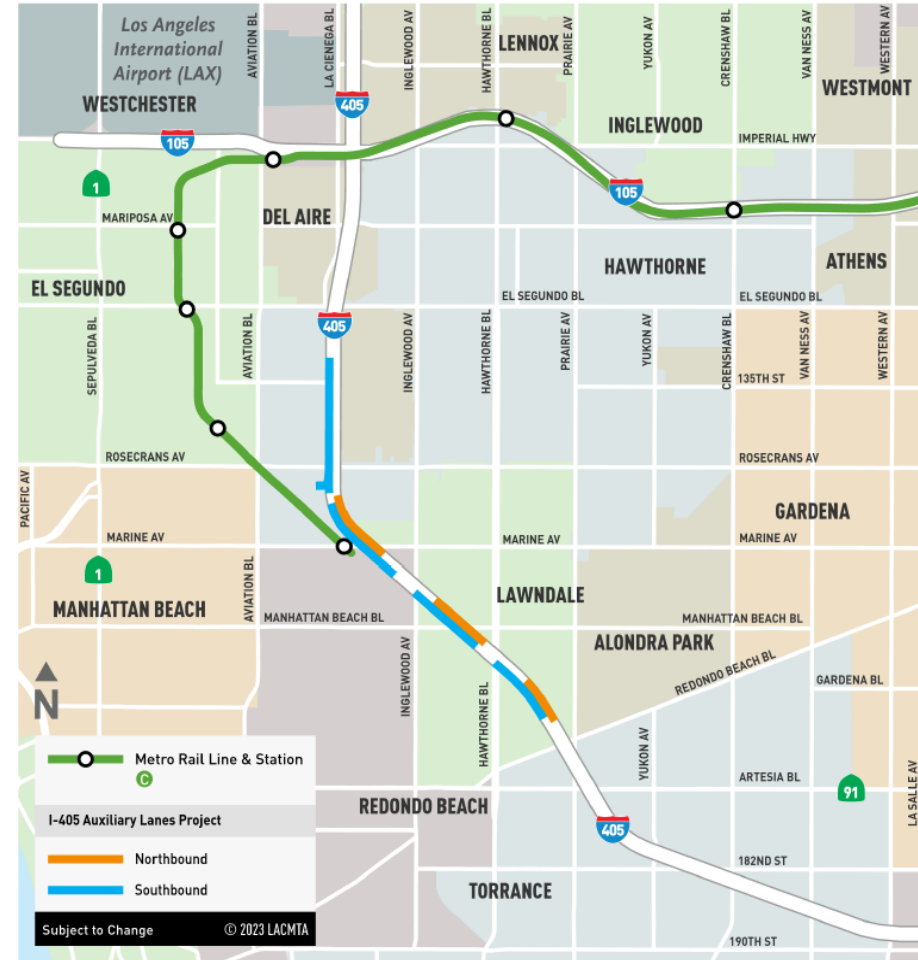 Los Angeles
International
Airport (LAX)
AVIATION BL
LA CIENEGA BL
INGLEWOOD AV
HAWTHORNE BL
LENNOX
PRAIRIE AV
YUKON AV
CRENSHAW BL
VAN NESS AV
WESTERN AV
WESTMONT
WESTCHESTER
405
INGLEWOOD
105
IMPERIAL HWY
1
105
MARIPOSA AV
DEL AIRE
HAWTHORNE
ATHENS
EL SEGUNDO
EL SEGUNDO BL
EL SEGUNDO BL
405
SEPULVEDA BL
AVIATION BL
INGLEWOOD AV
HAWTHORNE BL
PRAIRIE AV
YUKON AV
CRENSHAW BL
VAN NESS AV
WESTERN AV
135TH ST
ROSECRANS AV
ROSECRANS AV
PACIFIC AV
GARDENA
MARINE AV
MARINE AV
MARINE AV
1
AVIATION BL
MANHATTAN BEACH
LAWNDALE
MANHATTAN BEACH BL
MANHATTAN BEACH BL
ALONDRA PARK
INGLEWOOD AV
REDONDO BEACH BL
GARDENA BL
N
HAWTHORNE BL
YUKON AV
ARTESIA BL
91
LA SALLE AV
REDONDO BEACH
405
182ND ST
TORRANCE
190TH ST
Metro Rail Line & Station
C
I-405 Auxiliary Lanes Project
Northbound
Southbound
Subject to Change © 2023 LACMTA